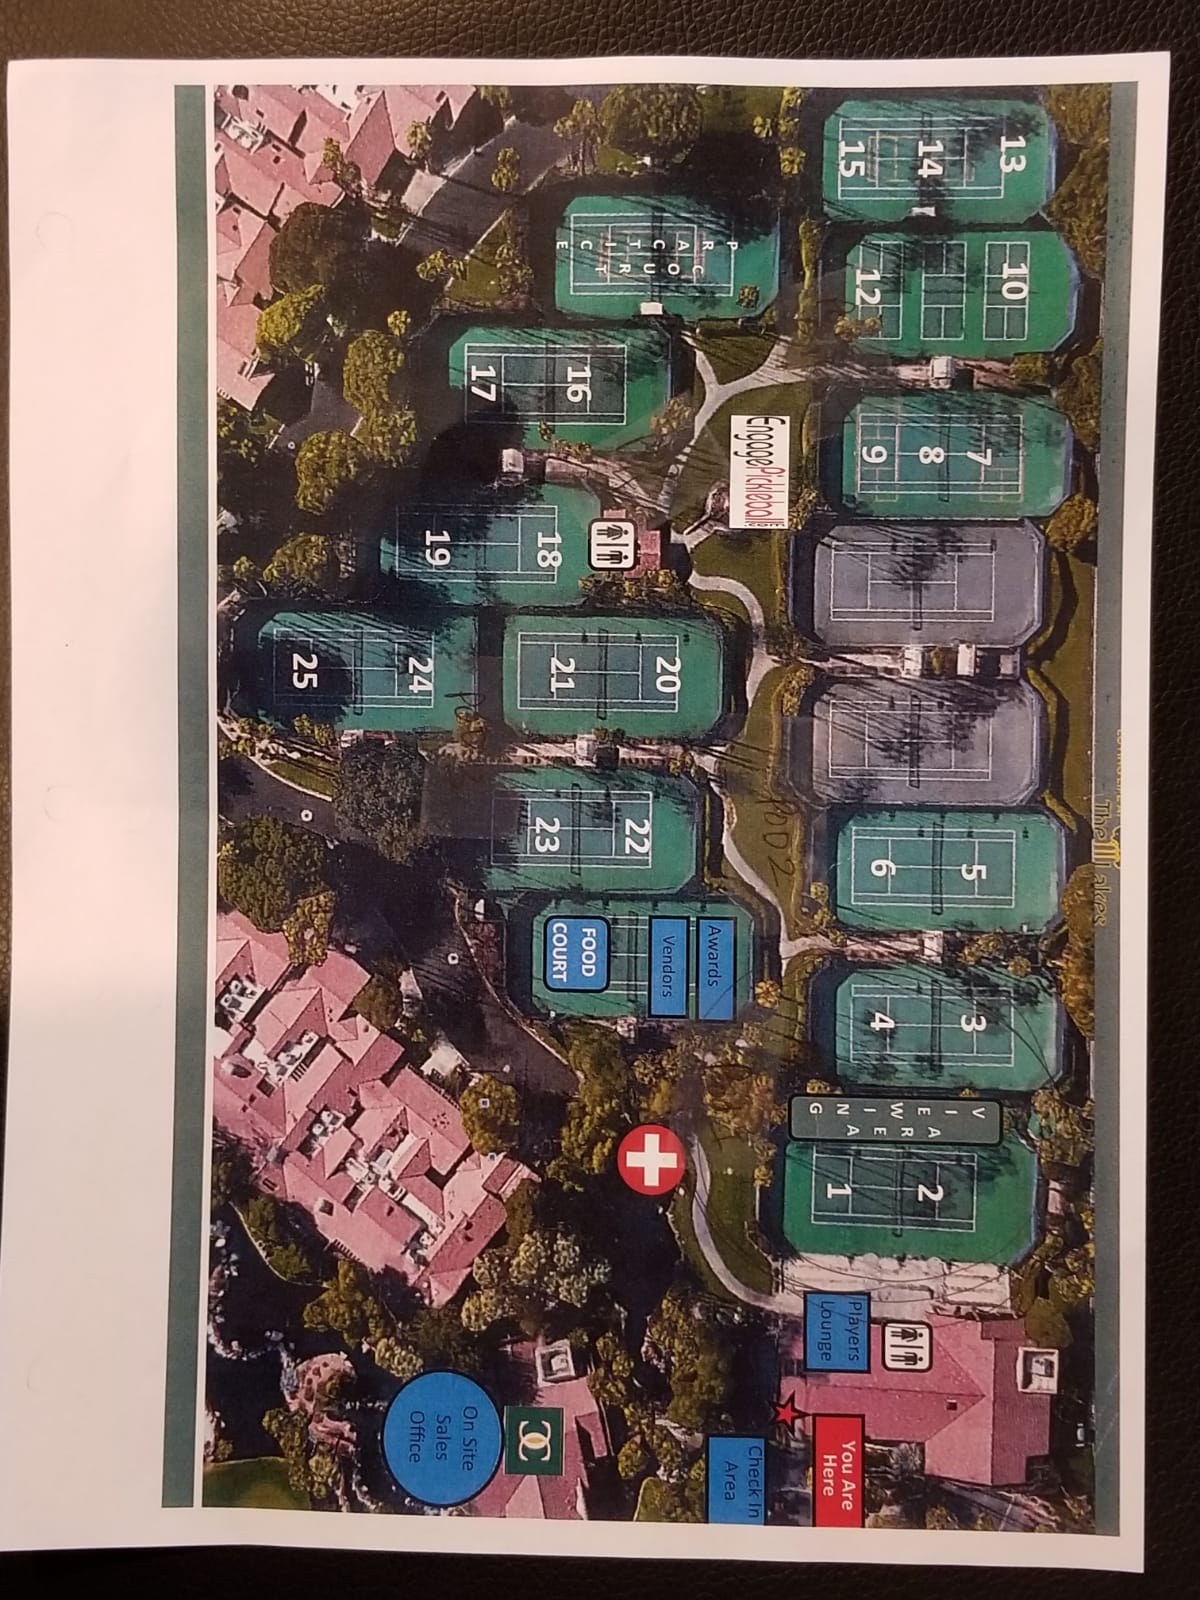 The Lakes
13
14
15
10
12
7
8
9
5
6
3
4
VIEWING
AREA
2
1
Players
Lounge
You Are
Here
Check In
Area
EngagePickleball
POD 2
PRACTICE
COURT
16
17
18
19
20
21
24
25
22
23
Awards
Vendors
FOOD
COURT
On Site
Sales
Office